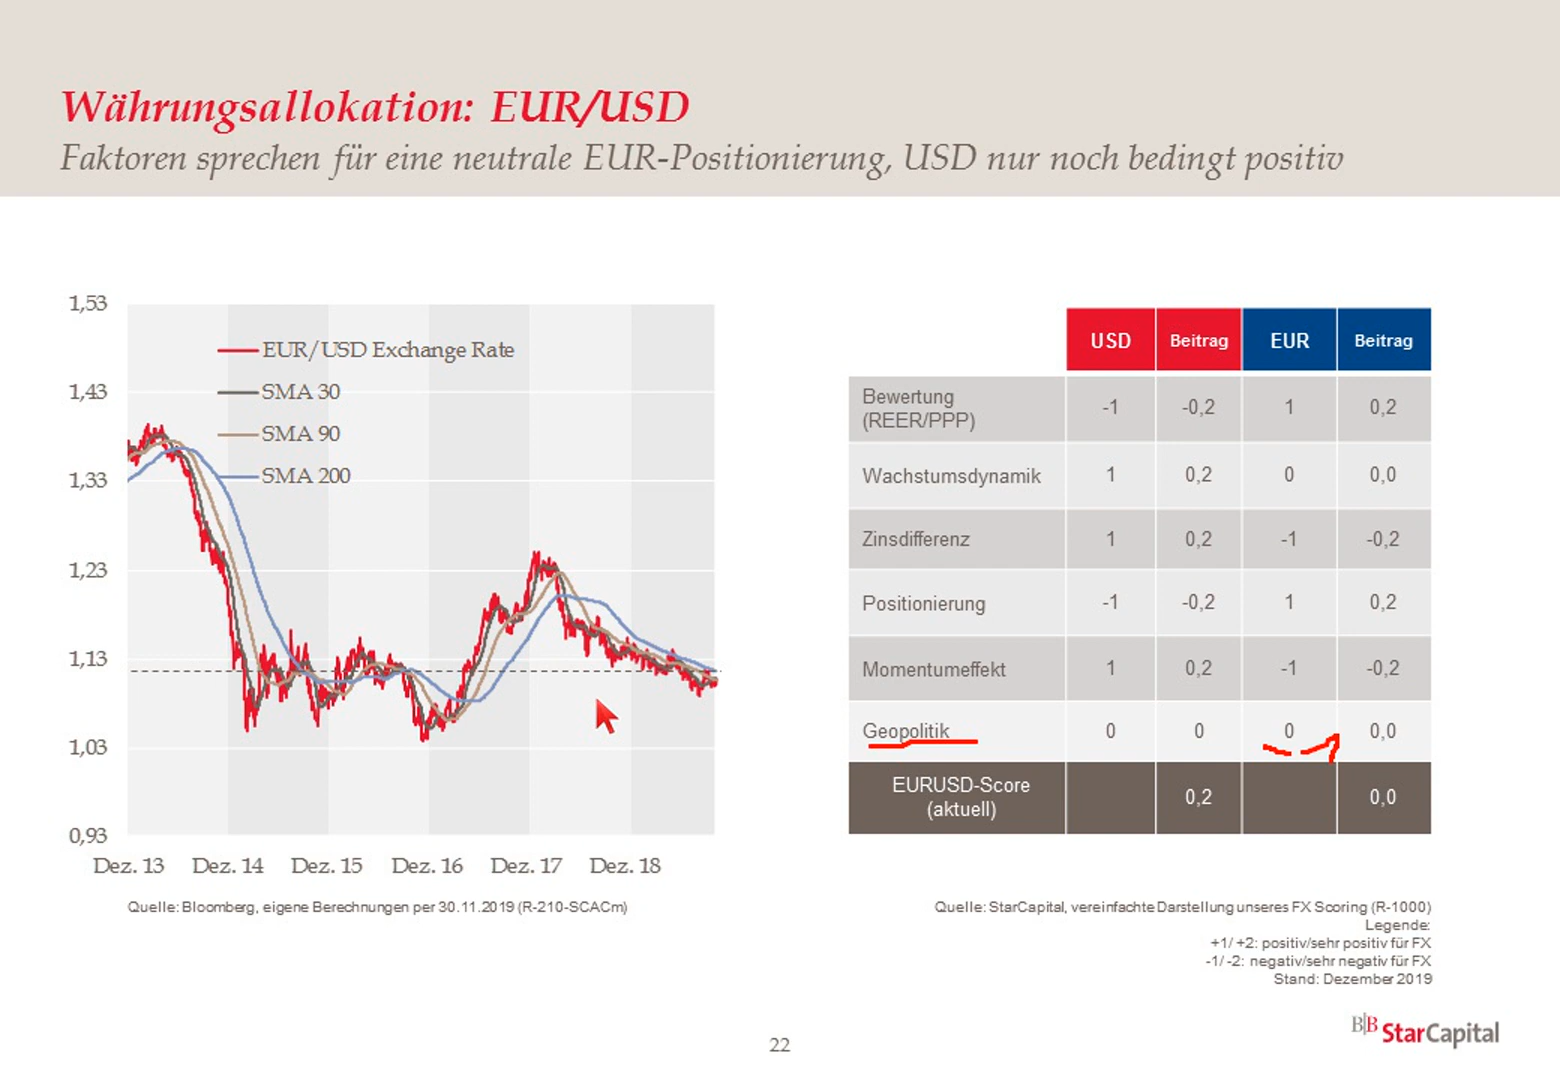 Währungsallokation: EUR/USD
Faktoren sprechen für eine neutrale EUR-Positionierung, USD nur noch bedingt positiv
1,53
1,43
1,33
1,23
1,13
1,03
0,93
EUR/USD Exchange Rate
SMA 30
SMA 90
SMA 200
Dez. 13 Dez. 14 Dez. 15 Dez. 16 Dez. 17 Dez. 18
Quelle: Bloomberg, eigene Berechnungen per 30.11.2019 (R-210-SCACm)
USD Beitrag EUR Beitrag
Bewertung
(REER/PPP) -1 -0,2 1 0,2
Wachstumsdynamik 1 0,2 0 0,0
Zinsdifferenz 1 0,2 -1 -0,2
Positionierung -1 -0,2 1 0,2
Momentumeffekt 1 0,2 -1 -0,2
Geopolitik 0 0 0 0,0
EURUSD-Score
(aktuell) 0,2 0,0
Quelle: StarCapital, vereinfachte Darstellung unseres FX Scoring (R-1000)
Legende:
+1/ +2: positiv/sehr positiv für FX
-1/ -2: negativ/sehr negativ für FX
Stand: Dezember 2019
22
B|B StarCapital